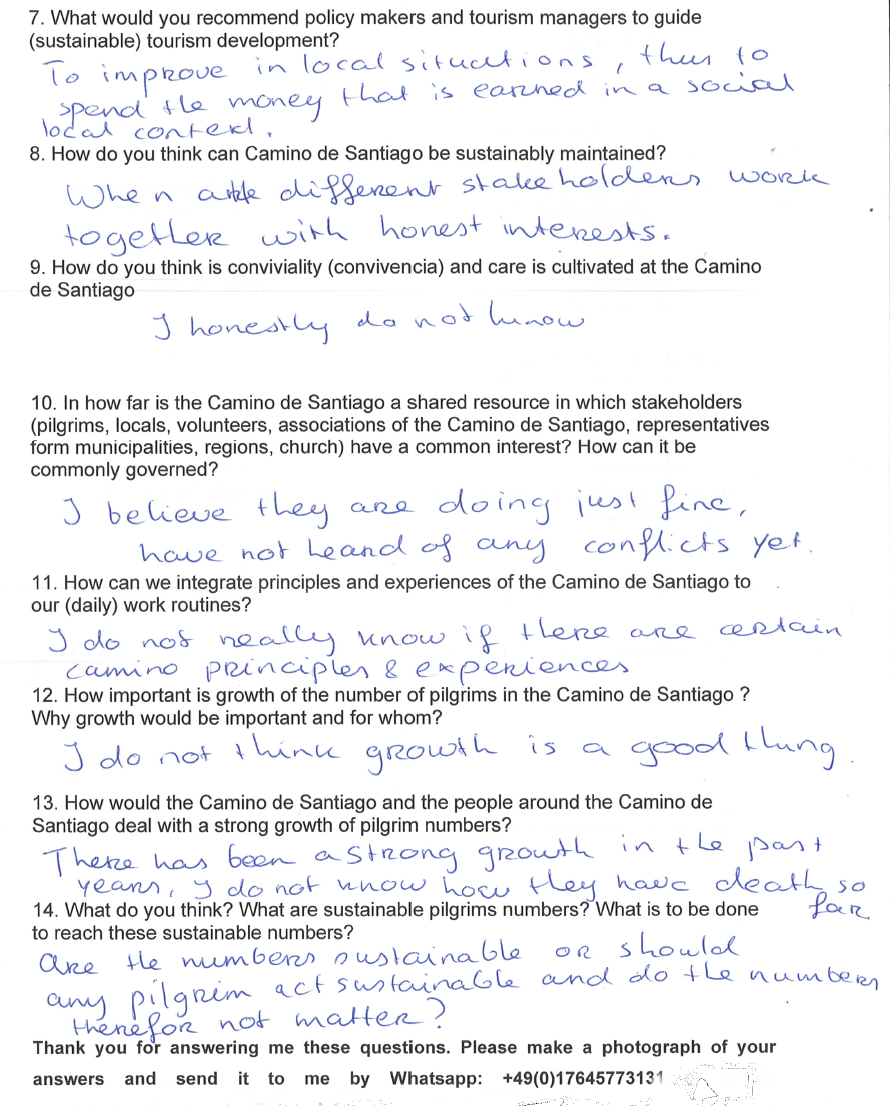 7. What would you recommend policy makers and tourism managers to guide
(sustainable) tourism development?
To improve in local situations, thus to
spend the money that is earned in a social
local context.
8. How do you think can Camino de Santiago be sustainably maintained?
When different stakeholders work
together with honest interests.
9. How do you think is conviviality (convivencia) and care is cultivated at the Camino
de Santiago
I honestly do not know
10. In how far is the Camino de Santiago a shared resource in which stakeholders
(pilgrims, locals, volunteers, associations of the Camino de Santiago, representatives
form municipalities, regions, church) have a common interest? How can it be
commonly governed?
I believe they are doing just fine,
have not heard of any conflicts yet.
11. How can we integrate principles and experiences of the Camino de Santiago to
our (daily) work routines?
I do not really know if there are certain
camino principles & experiences
12. How important is growth of the number of pilgrims in the Camino de Santiago ?
Why growth would be important and for whom?
I do not think growth is a good thing.
13. How would the Camino de Santiago and the people around the Camino de
Santiago deal with a strong growth of pilgrim numbers?
There has been a strong growth in the past
years, I do not know how they have death so
far
14. What do you think? What are sustainable pilgrims numbers? What is to be done
to reach these sustainable numbers?
are the numbers sustainable or should
any pilgrim act sustainable and do the numbers
therefor not matter?
Thank you for answering me these questions. Please make a photograph of your
answers and send it to me by Whatsapp: +49(0)17645773131